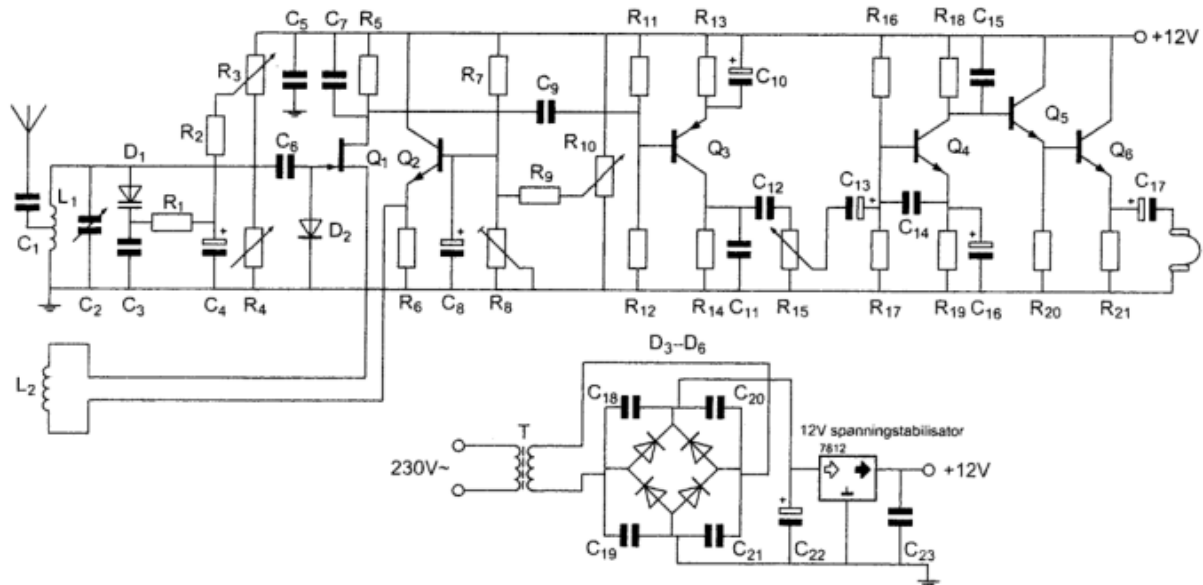 C5 C7 R5 R11 R13 R16 R18 C15
+12V
R3 R7 + C10
R2 C9 Q5
D1 C6 Q1 Q2 R10 Q3 Q4 Q6
L1 R1 R9 C12 C13 C17
C1 + D2 + + C14 + +
C2 C3 C4 R4 R6 C8 R8 R12 R14 C11 R15 R17 R19 C16 R20 R21
D3--D6
L2 C18 C20
T 12V spanningstabilisator
7812
230V~ +12V
+
C19 C21 C22 C23